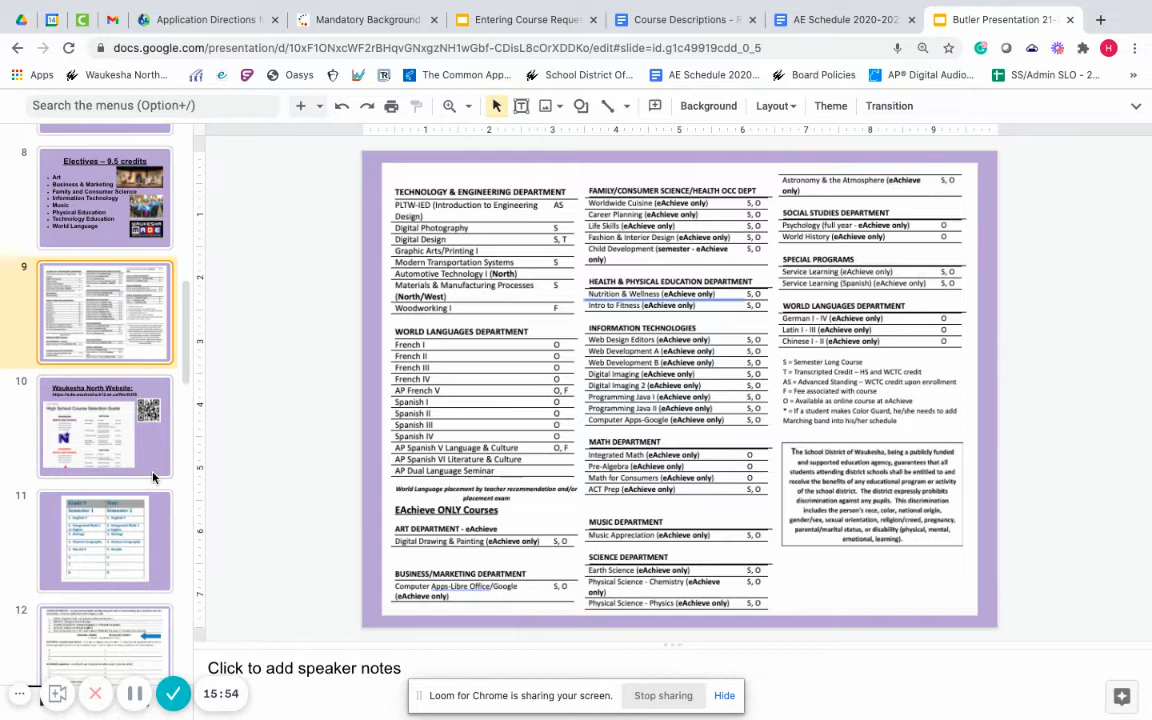 Application Directions fo
Mandatory Background
Entering Course Reque
Course Descriptions - R
AE Schedule 2020-202
Butler Presentation 21-
docs.google.com/presentation/d/10xF1ONxcWF2rBHqvGNxgzNH1wGbf-CDisL8cOrXDDKo/edit#slide=id.g1c49919cdd_0_5
H
Apps
Waukesha North...
Oasys
The Common App...
School District Of...
AE Schedule 2020...
Board Policies
AP® Digital Audio...
SS/Admin SLO - 2...
Search the menus (Option+/)
Background
Layout
Theme
Transition
8
Electives – 9.5 credits
Art
Business & Marketing
Family and Consumer Science
Information Technology
Music
Physical Education
Technology Education
World Language
9
10
Waukesha North Website:
High School Course Selection Guide
11
Semester 1
Semester 2
12
TECHNOLOGY & ENGINEERING DEPARTMENT
PLTW-IED (Introduction to Engineering AS
Design)
Digital Photography S
Digital Design S, T
Graphic Arts/Printing I
Modern Transportation Systems S
Automotive Technology I (North)
Materials & Manufacturing Processes S
(North/West)
Woodworking I F
WORLD LANGUAGES DEPARTMENT
French I O
French II O
French III O
French IV O
AP French V O, F
Spanish I O
Spanish II O
Spanish III O
Spanish IV O
AP Spanish V Language & Culture O, F
AP Spanish VI Literature & Culture
AP Dual Language Seminar
World Language placement by teacher recommendation and/or
placement exam
EAchieve ONLY Courses
ART DEPARTMENT - eAchieve
Digital Drawing & Painting (eAchieve only) S, O
BUSINESS/MARKETING DEPARTMENT
Computer Apps-Libre Office/Google S, O
(eAchieve only)
FAMILY/CONSUMER SCIENCE/HEALTH OCC DEPT
Worldwide Cuisine (eAchieve only) S, O
Career Planning (eAchieve only) S, O
Life Skills (eAchieve only) S, O
Fashion & Interior Design (eAchieve only) S, O
Child Development (semester - eAchieve S, O
only)
HEALTH & PHYSICAL EDUCATION DEPARTMENT
Nutrition & Wellness (eAchieve only) S, O
Intro to Fitness (eAchieve only) S, O
INFORMATION TECHNOLOGIES
Web Design Editors (eAchieve only) S, O
Web Development A (eAchieve only) S, O
Web Development B (eAchieve only) S, O
Digital Imaging (eAchieve only) S, O
Digital Imaging 2 (eAchieve only) S, O
Programming Java I (eAchieve only) S, O
Programming Java II (eAchieve only) S, O
Computer Apps-Google (eAchieve only) S, O
MATH DEPARTMENT
Integrated Math (eAchieve only) O
Pre-Algebra (eAchieve only) O
Math for Consumers (eAchieve only) O
ACT Prep (eAchieve only) S, O
MUSIC DEPARTMENT
Music Appreciation (eAchieve only) S, O
SCIENCE DEPARTMENT
Earth Science (eAchieve only) S, O
Physical Science - Chemistry (eAchieve S, O
only)
Physical Science - Physics (eAchieve only) S, O
Astronomy & the Atmosphere (eAchieve S, O
only)
SOCIAL STUDIES DEPARTMENT
Psychology (full year - eAchieve only) O
World History (eAchieve only) O
SPECIAL PROGRAMS
Service Learning (eAchieve only) S, O
Service Learning (Spanish) (eAchieve only) S, O
WORLD LANGUAGES DEPARTMENT
German I - IV (eAchieve only) O
Latin I - III (eAchieve only) O
Chinese I - II (eAchieve only) O
S = Semester Long Course
T = Transcripted Credit – HS and WCTC credit
AS = Advanced Standing – WCTC credit upon enrollment
F = Fee associated with course
O = Available as online course at eAchieve
* = If a student makes Color Guard, he/she needs to add
Marching band into his/her schedule
The School District of Waukesha, being a publicly funded
and supported education agency, guarantees that all
students attending district schools shall be entitled to and
receive the benefits of any educational program or activity
of the school district. The district expressly prohibits
discrimination against any pupils. This discrimination
includes the person's race, color, national origin,
gender/sex, sexual orientation, religion/creed, pregnancy,
parental/marital status, or disability (physical, mental,
emotional, learning).
Click to add speaker notes
15:54
Loom for Chrome is sharing your screen.
Stop sharing
Hide